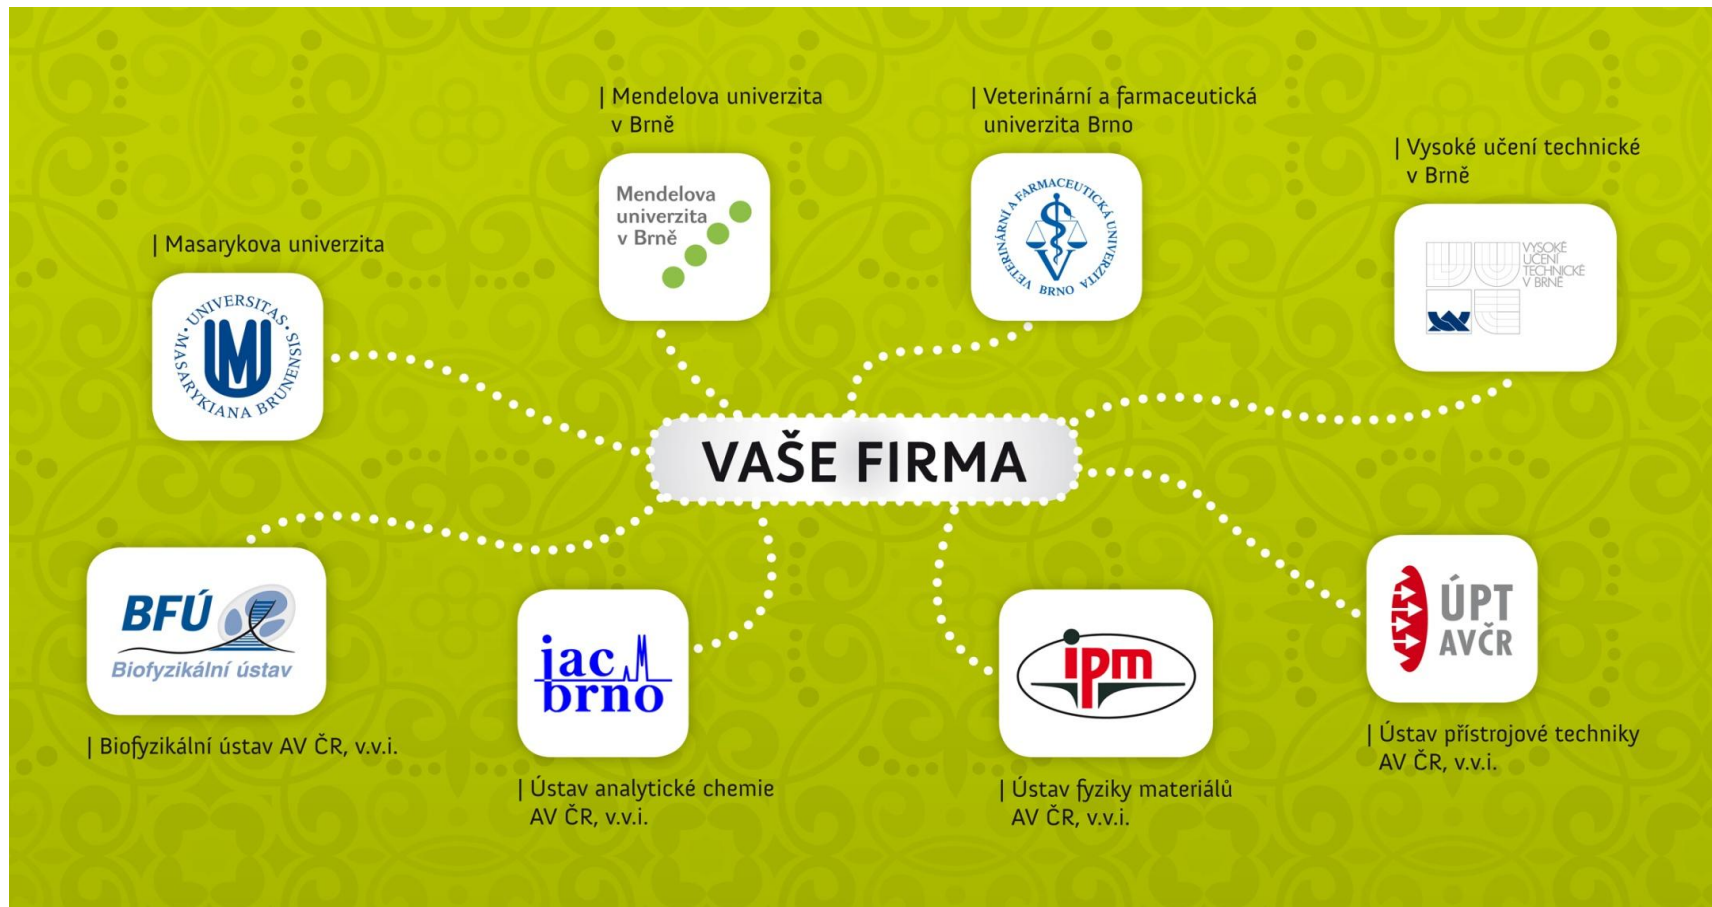 | Mendelova univerzita
v Brně
| Veterinární a farmaceutická
univerzita Brno
| Vysoké učení technické
v Brně
| Masarykova univerzita
Mendelova
univerzita
v Brně
VETERINÁRNÍ A FARMACEUTICKÁ UNIVERZITA
BRNO
VYSOKÉ
UČENÍ
TECHNICKÉ
V BRNĚ
UNIVERSITAS · MASARYKIANA BRUNENSIS ·
MU
VAŠE FIRMA
BFÚ
Biofyzikální ústav
iac
brno
ipm
ÚPT
AVČR
| Biofyzikální ústav AV ČR, v.v.i.
| Ústav analytické chemie
AV ČR, v.v.i.
| Ústav fyziky materiálů
AV ČR, v.v.i.
| Ústav přístrojové techniky
AV ČR, v.v.i.